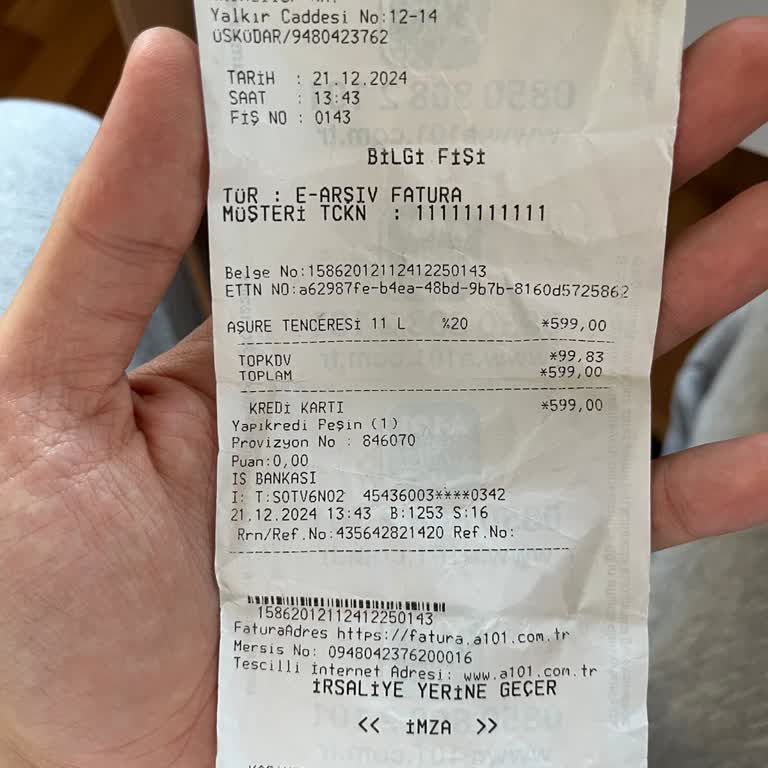 Yalkır Caddesi No:12-14
ÜSKÜDAR/9480423762
TARİH : 21.12.2024
SAAT : 13:43
FİŞ NO : 0143
BİLGİ FİŞİ
TÜR : E-ARŞİV FATURA
MÜŞTERİ TCKN : 11111111111
Belge No:15862012112412250143
ETTN NO:a62987fe-b4ea-48bd-9b7b-8160d5725862
AŞURE TENCERESİ 11 L %20 *599,00
TOPKDV *99,83
TOPLAM *599,00
KREDİ KARTI *599,00
Yapıkredi Peşin (1)
Provizyon No : 846070
Puan:0,00
IS BANKASI
I: T:SOTV6N02 45436003****0342
21.12.2024 13:43 B:1253 S:16
Rrn/Ref.No:435642821420 Ref.No:
15862012112412250143
FaturaAdres https://fatura.a101.com.tr
Mersis No: 0948042376200016
Tescilli İnternet Adresi: www.a101.com.tr
İRSALİYE YERİNE GEÇER
<< İMZA >>